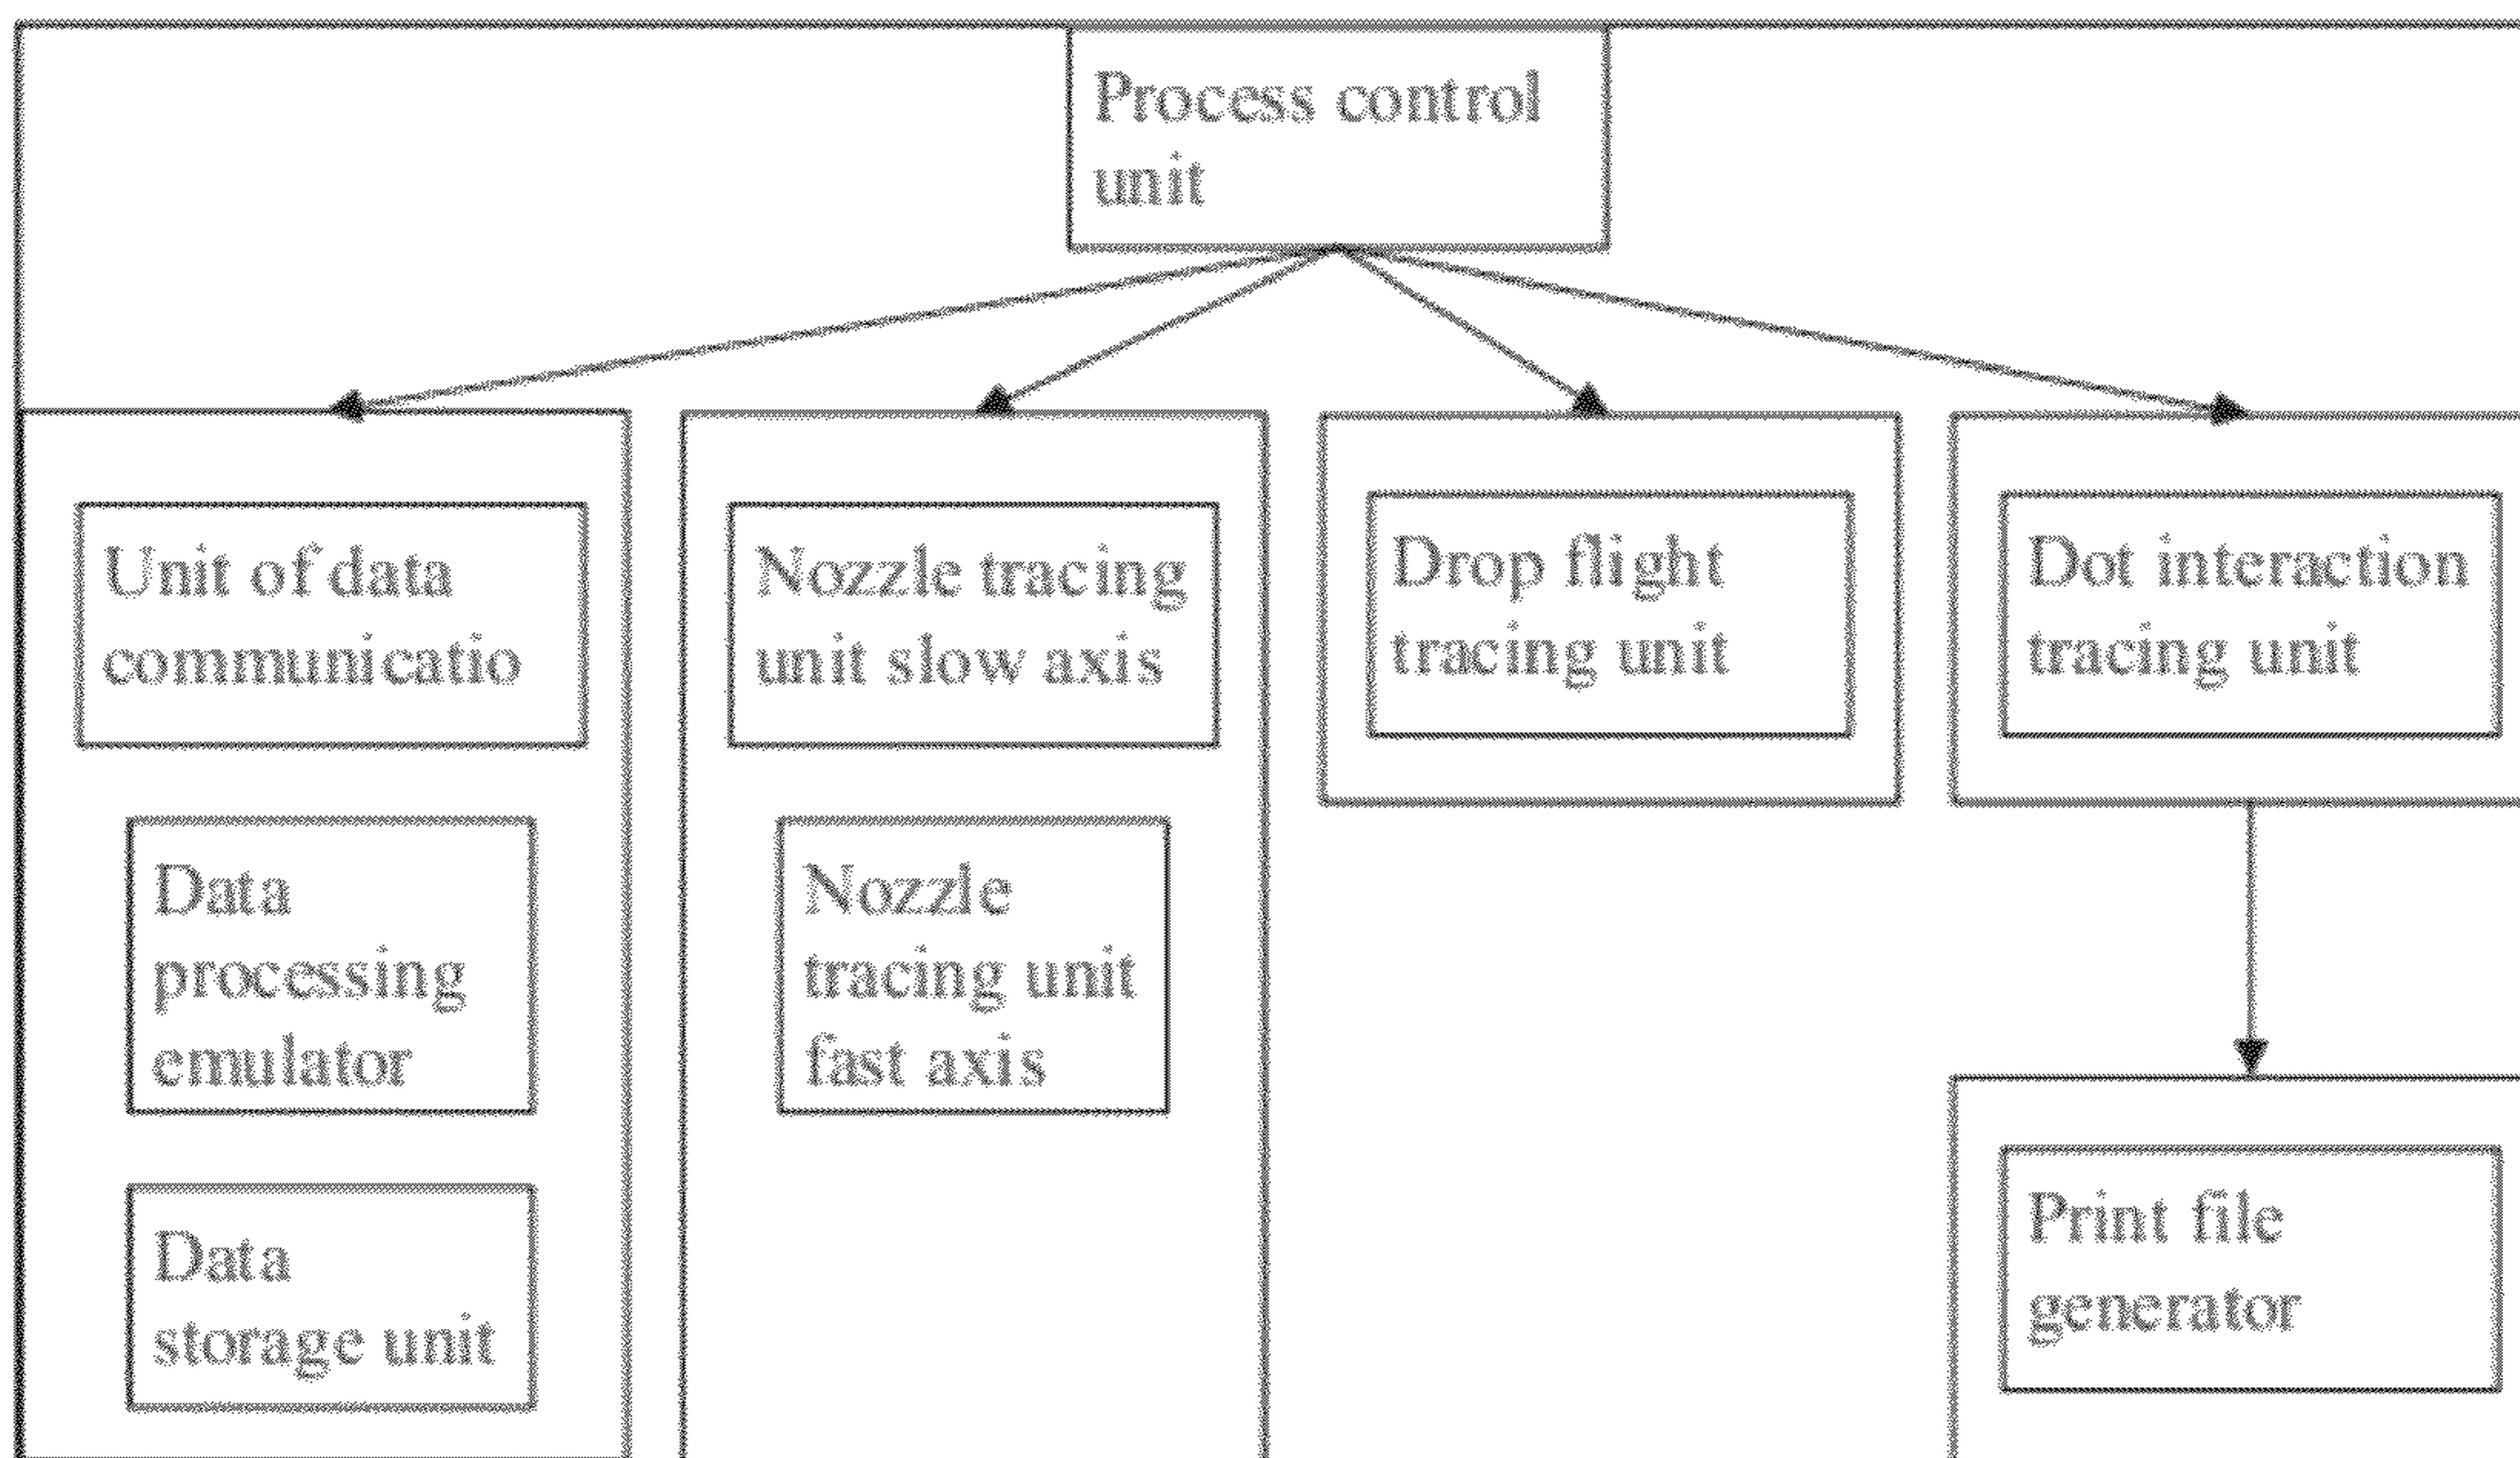 Process control
unit
Unit of data
communicatio
Data
processing
emulator
Data
storage unit
Nozzle tracing
unit slow axis
Nozzle
tracing unit
fast axis
Drop flight
tracing unit
Dot interaction
tracing unit
Print file
generator